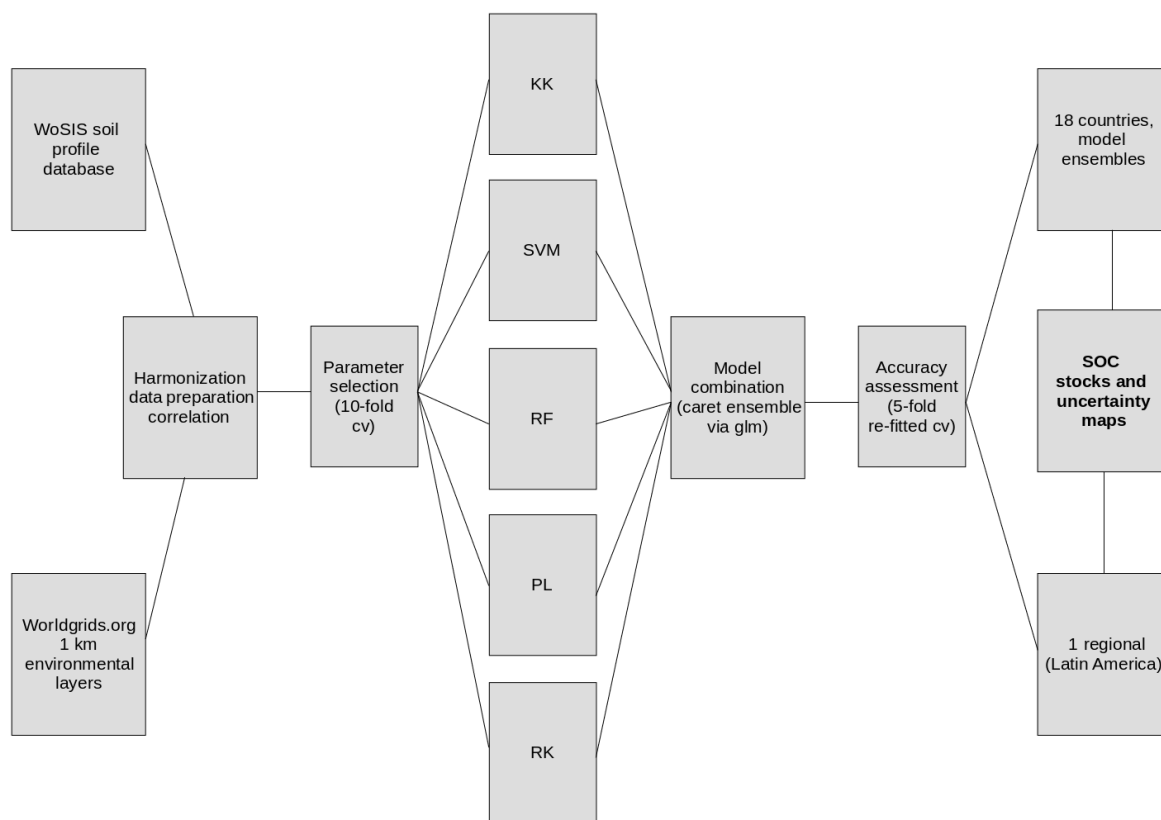 WoSIS soil
profile
database
Worldgrids.org
1 km
environmental
layers
Harmonization
data preparation
correlation
Parameter
selection
(10-fold
cv)
KK
SVM
RF
PL
RK
Model
combination
(caret ensemble
via glm)
Accuracy
assessment
(5-fold
re-fitted cv)
18 countries,
model
ensembles
SOC
stocks and
uncertainty
maps
1 regional
(Latin America)